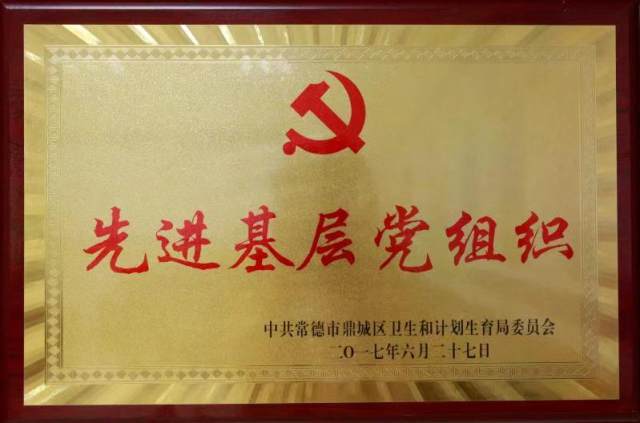 先进基层党组织
中共常德市鼎城区卫生和计划生育局委员会
二〇一七年六月二十七日